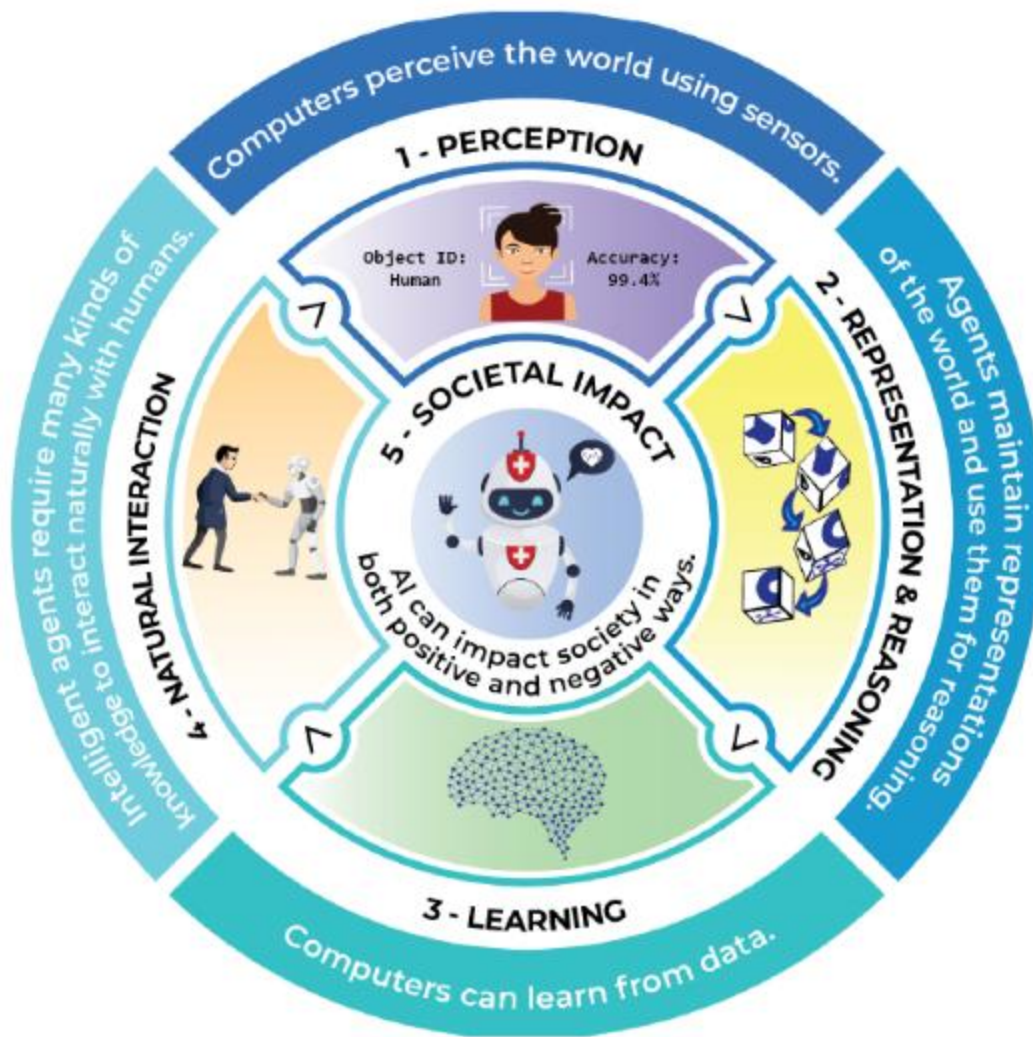 Computers perceive the world using sensors.
1 - PERCEPTION
Object ID:
Human
Accuracy:
99.4%
Agents maintain representations
of the world and use them for reasoning.
2 - REPRESENTATION & REASONING
3 - LEARNING
Computers can learn from data.
Intelligent agents require many kinds of
knowledge to interact naturally with humans.
4 - NATURAL INTERACTION
5 - SOCIETAL IMPACT
AI can impact society in
both positive and negative ways.